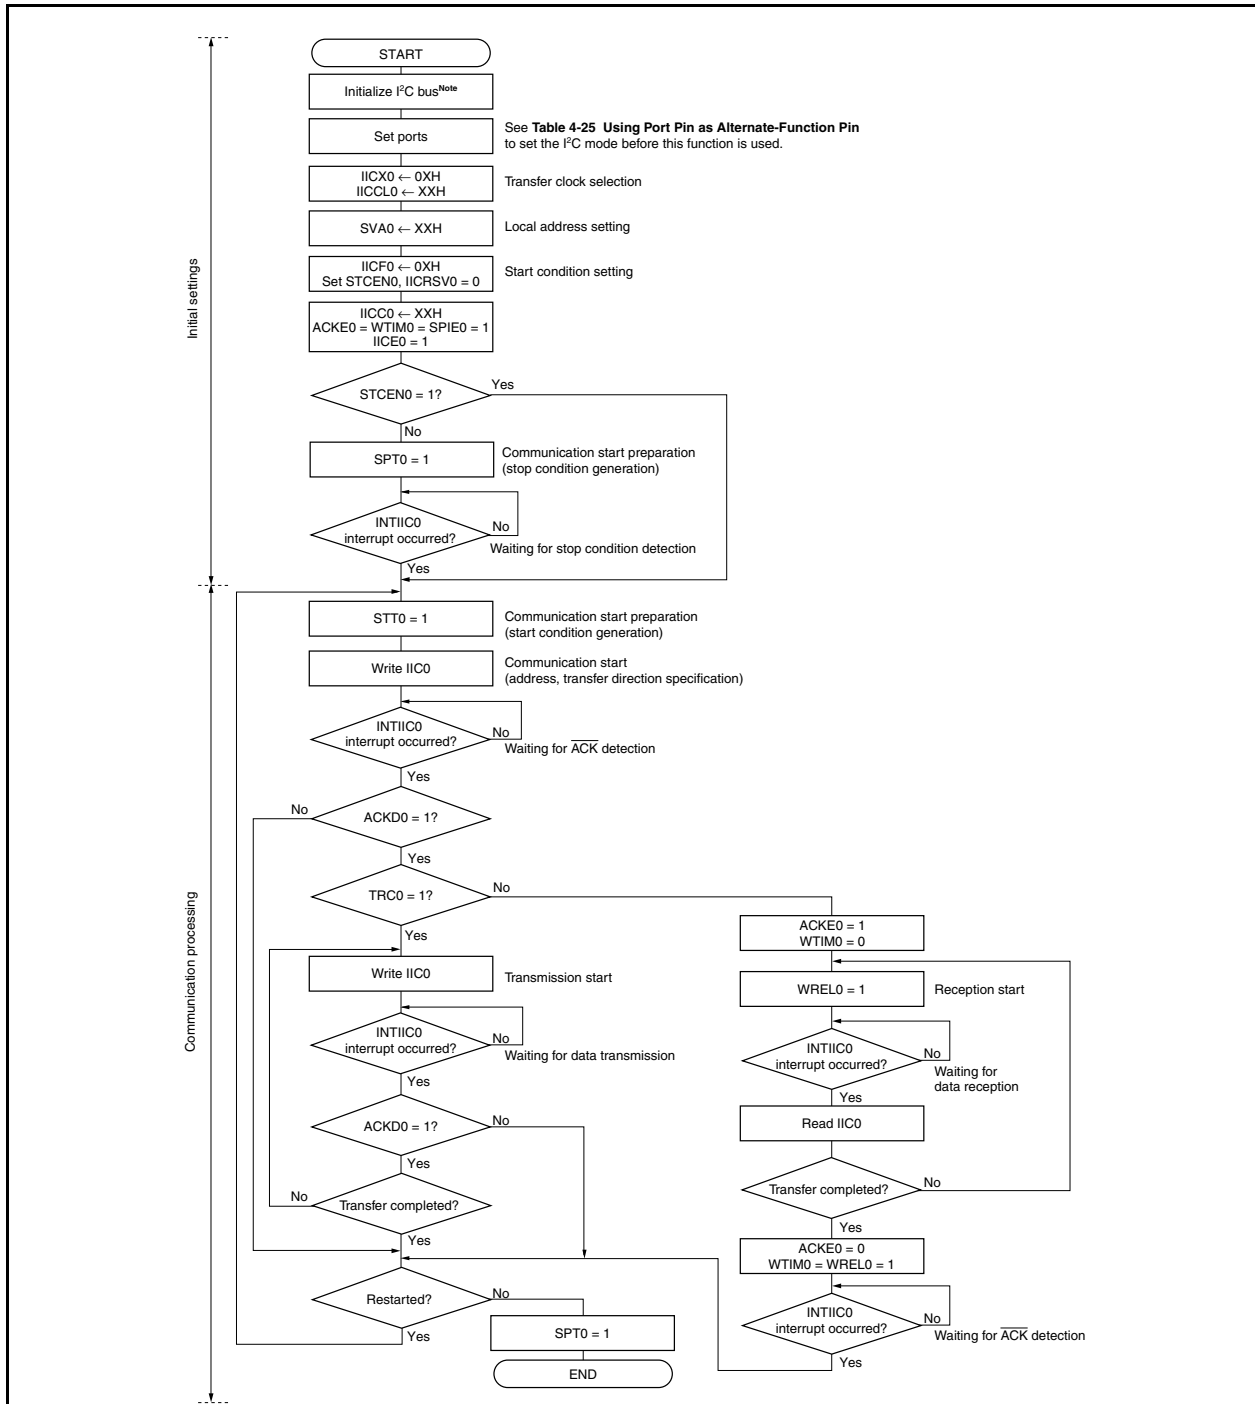 START
Initialize I²C bus^Note
Set ports
See Table 4-25 Using Port Pin as Alternate-Function Pin
to set the I²C mode before this function is used.
IICX0 ← 0XH
IICCL0 ← XXH
Transfer clock selection
SVA0 ← XXH
Local address setting
IICF0 ← 0XH
Set STCEN0, IICRSV0 = 0
Start condition setting
IICC0 ← XXH
ACKE0 = WTIM0 = SPIE0 = 1
IICE0 = 1
Initial settings
STCEN0 = 1?
Yes
No
SPT0 = 1
Communication start preparation
(stop condition generation)
INTIIC0
interrupt occurred?
No
Waiting for stop condition detection
Yes
STT0 = 1
Communication start preparation
(start condition generation)
Write IIC0
Communication start
(address, transfer direction specification)
INTIIC0
interrupt occurred?
No
Waiting for A̅C̅K̅ detection
Yes
No
ACKD0 = 1?
Yes
TRC0 = 1?
No
Yes
Communication processing
Write IIC0
Transmission start
INTIIC0
interrupt occurred?
No
Waiting for data transmission
Yes
ACKD0 = 1?
No
Yes
No
Transfer completed?
Yes
Restarted?
No
Yes
SPT0 = 1
END
ACKE0 = 1
WTIM0 = 0
WREL0 = 1
Reception start
INTIIC0
interrupt occurred?
No
Waiting for
data reception
Yes
Read IIC0
Transfer completed?
No
Yes
ACKE0 = 0
WTIM0 = WREL0 = 1
INTIIC0
interrupt occurred?
No
Waiting for A̅C̅K̅ detection
Yes